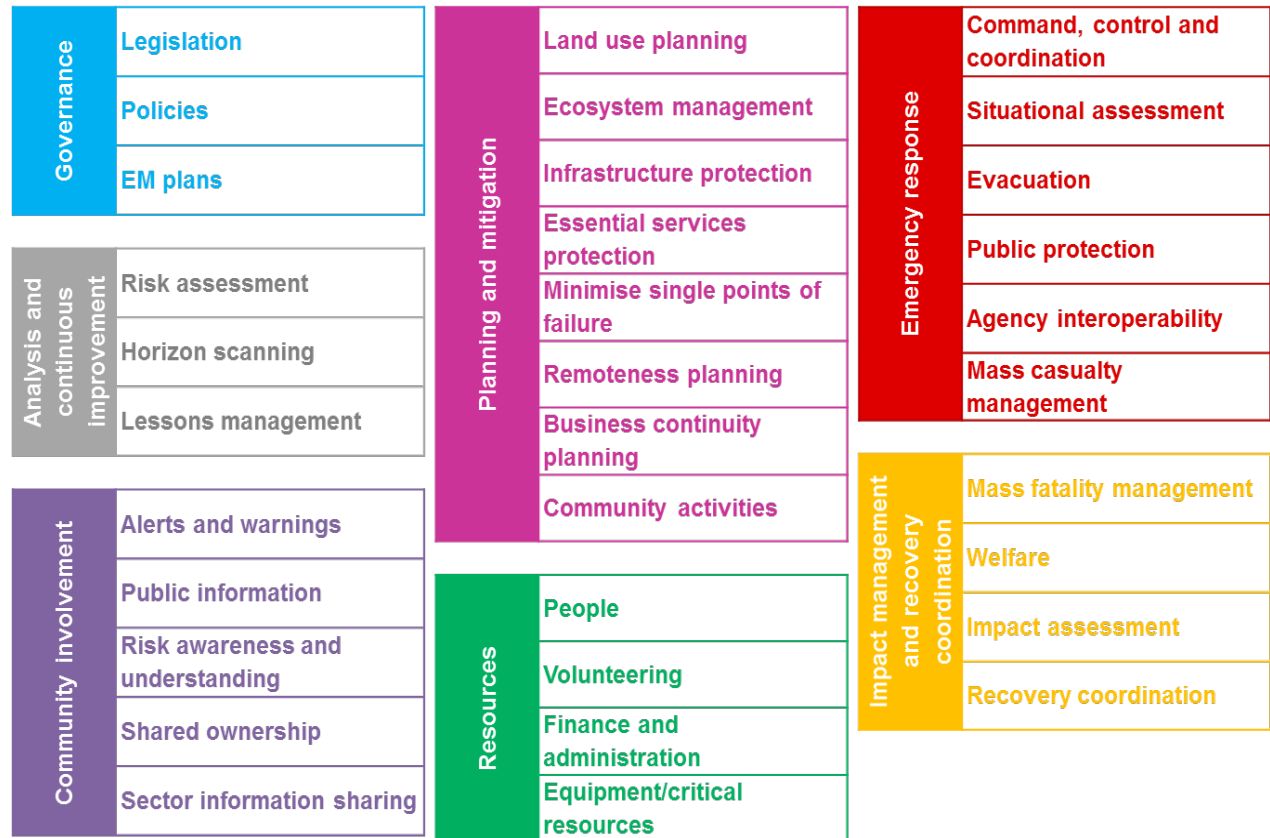 Governance
Legislation
Policies
EM plans
Analysis and
continuous
improvement
Risk assessment
Horizon scanning
Lessons management
Community involvement
Alerts and warnings
Public information
Risk awareness and
understanding
Shared ownership
Sector information sharing
Planning and mitigation
Land use planning
Ecosystem management
Infrastructure protection
Essential services
protection
Minimise single points of
failure
Remoteness planning
Business continuity
planning
Community activities
Resources
People
Volunteering
Finance and
administration
Equipment/critical
resources
Emergency response
Command, control and
coordination
Situational assessment
Evacuation
Public protection
Agency interoperability
Mass casualty
management
Impact management
and recovery
coordination
Mass fatality management
Welfare
Impact assessment
Recovery coordination